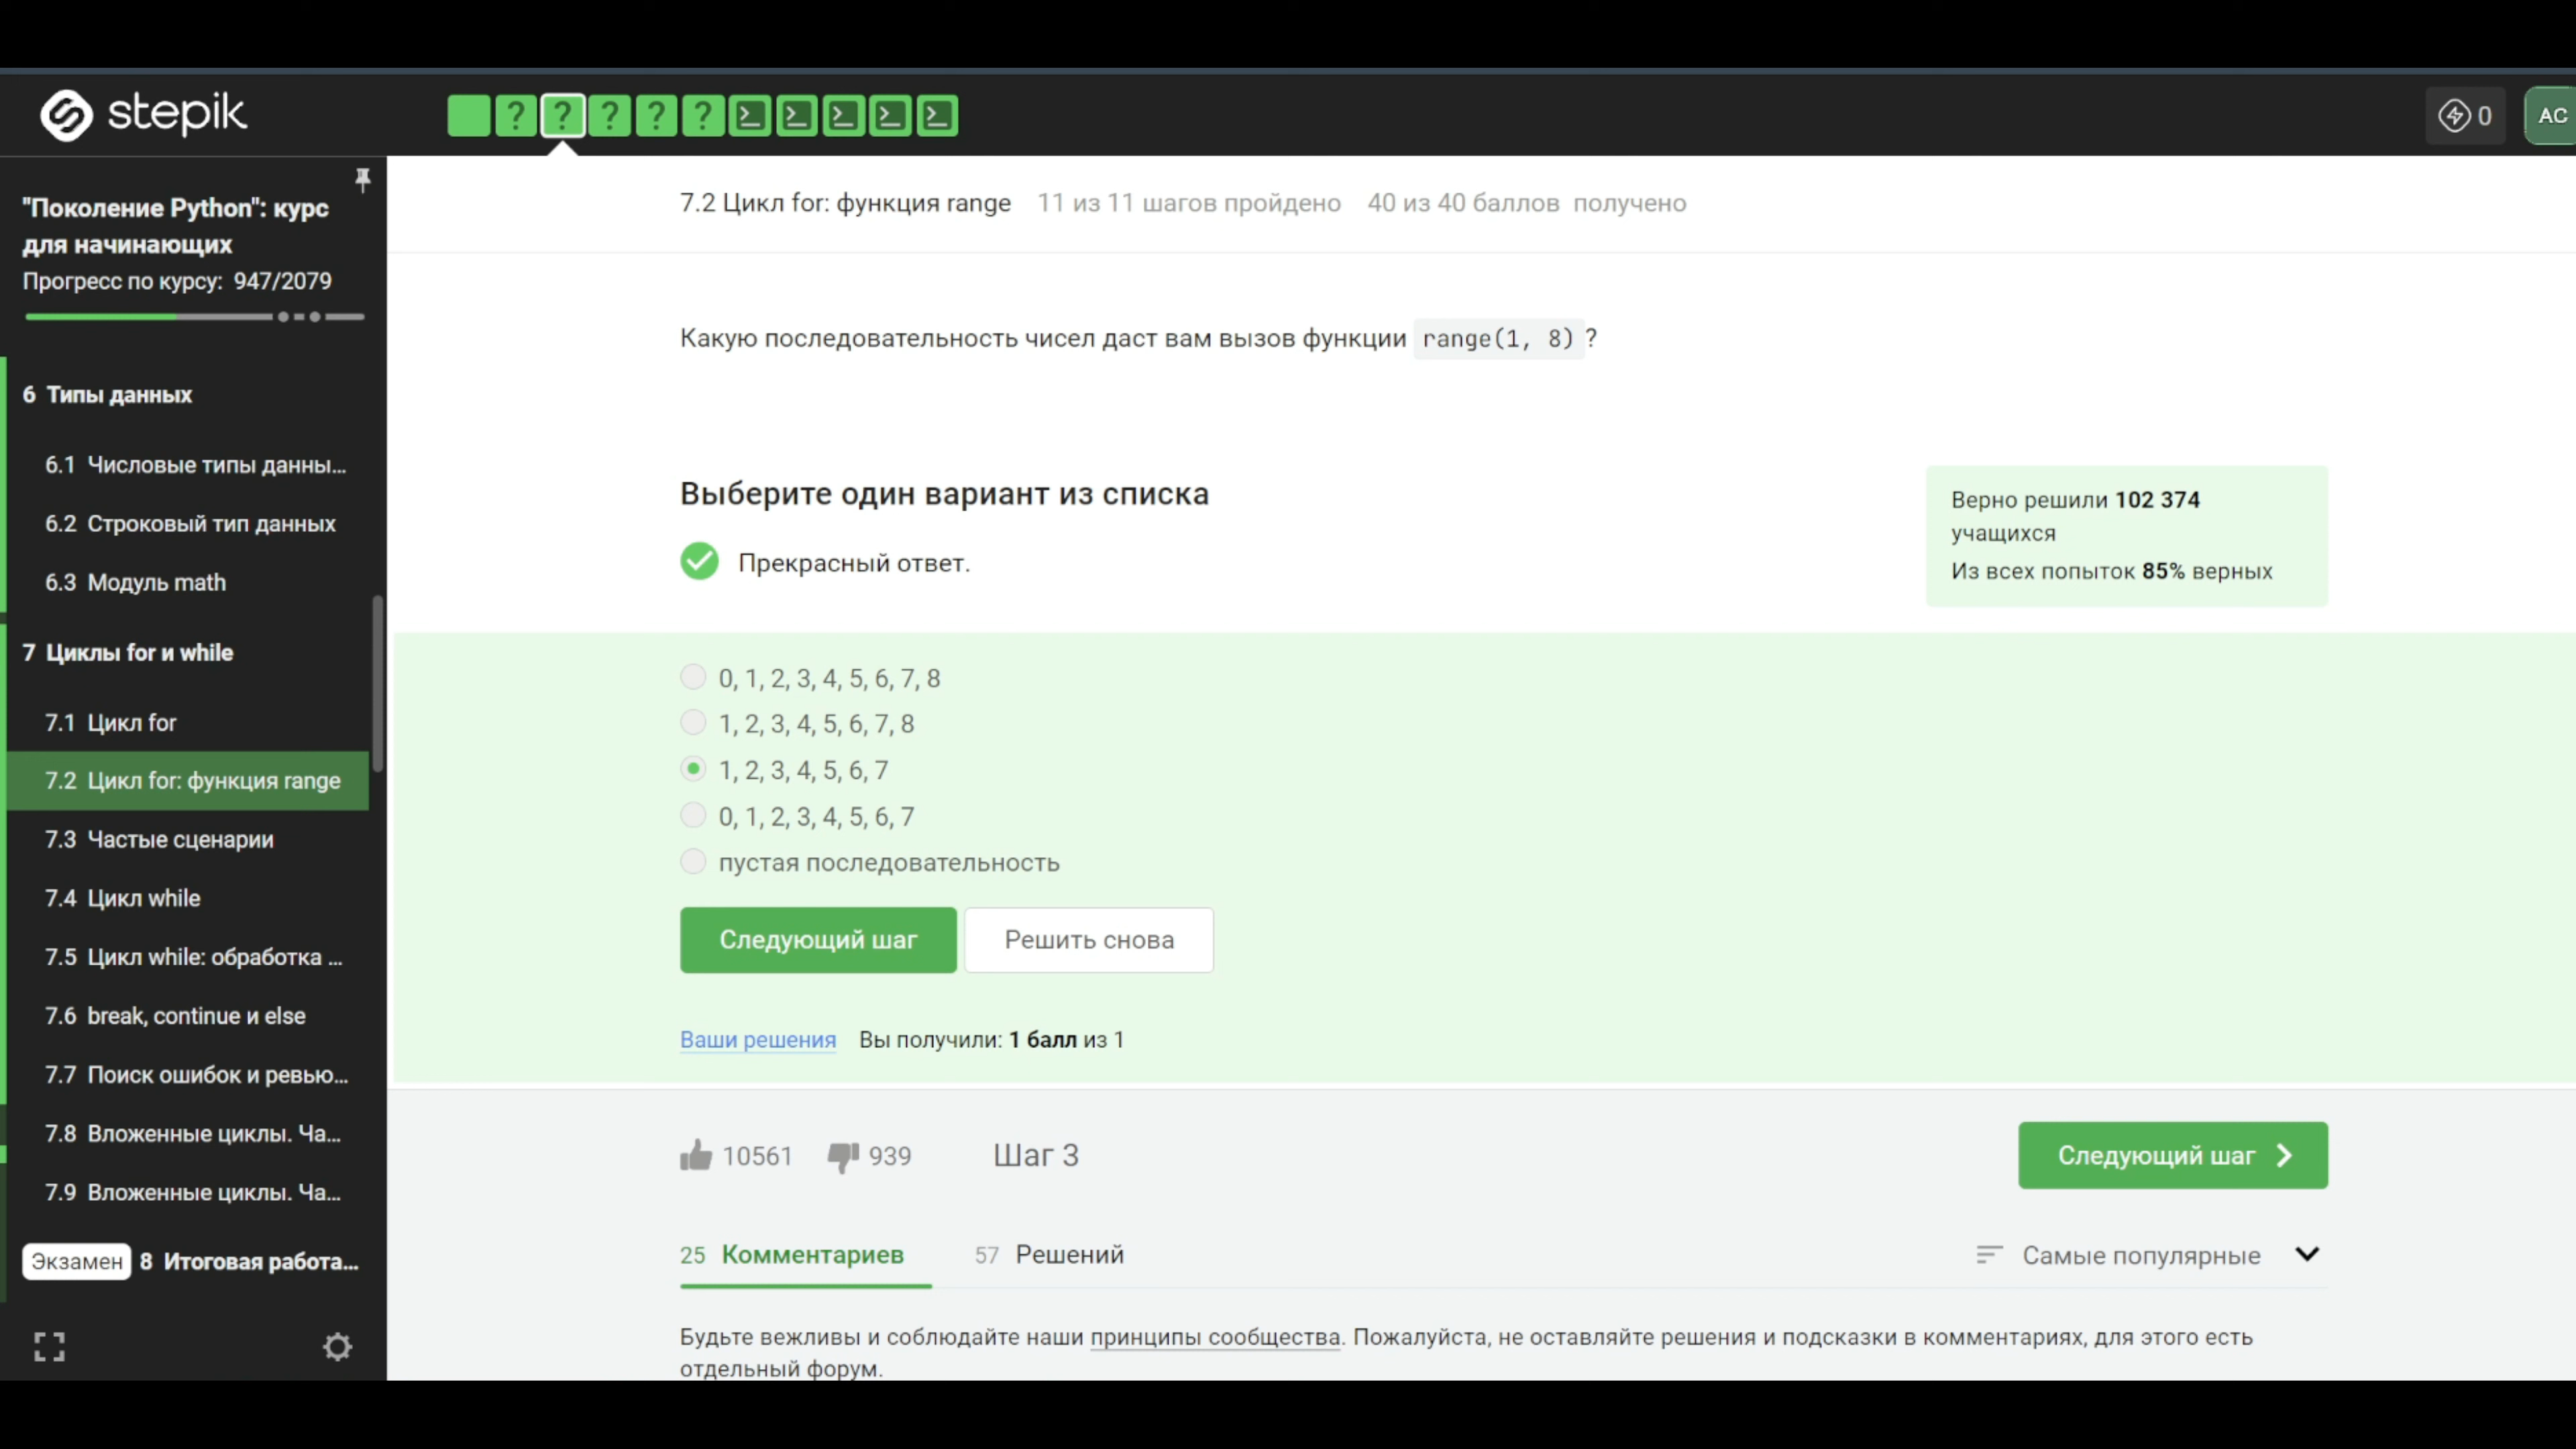 stepik
? ? ? ? ?
0
AC
"Поколение Python": курс
для начинающих
Прогресс по курсу: 947/2079
6 Типы данных
6.1 Числовые типы данны...
6.2 Строковый тип данных
6.3 Модуль math
7 Циклы for и while
7.1 Цикл for
7.2 Цикл for: функция range
7.3 Частые сценарии
7.4 Цикл while
7.5 Цикл while: обработка ...
7.6 break, continue и else
7.7 Поиск ошибок и ревью...
7.8 Вложенные циклы. Ча...
7.9 Вложенные циклы. Ча...
Экзамен 8 Итоговая работа...
7.2 Цикл for: функция range 11 из 11 шагов пройдено 40 из 40 баллов получено
Какую последовательность чисел даст вам вызов функции range(1, 8) ?
Выберите один вариант из списка
Прекрасный ответ.
Верно решили 102 374
учащихся
Из всех попыток 85% верных
0, 1, 2, 3, 4, 5, 6, 7, 8
1, 2, 3, 4, 5, 6, 7, 8
1, 2, 3, 4, 5, 6, 7
0, 1, 2, 3, 4, 5, 6, 7
пустая последовательность
Следующий шаг
Решить снова
Ваши решения Вы получили: 1 балл из 1
10561 939 Шаг 3
Следующий шаг
25 Комментариев 57 Решений
Самые популярные
Будьте вежливы и соблюдайте наши принципы сообщества. Пожалуйста, не оставляйте решения и подсказки в комментариях, для этого есть
отдельный форум.